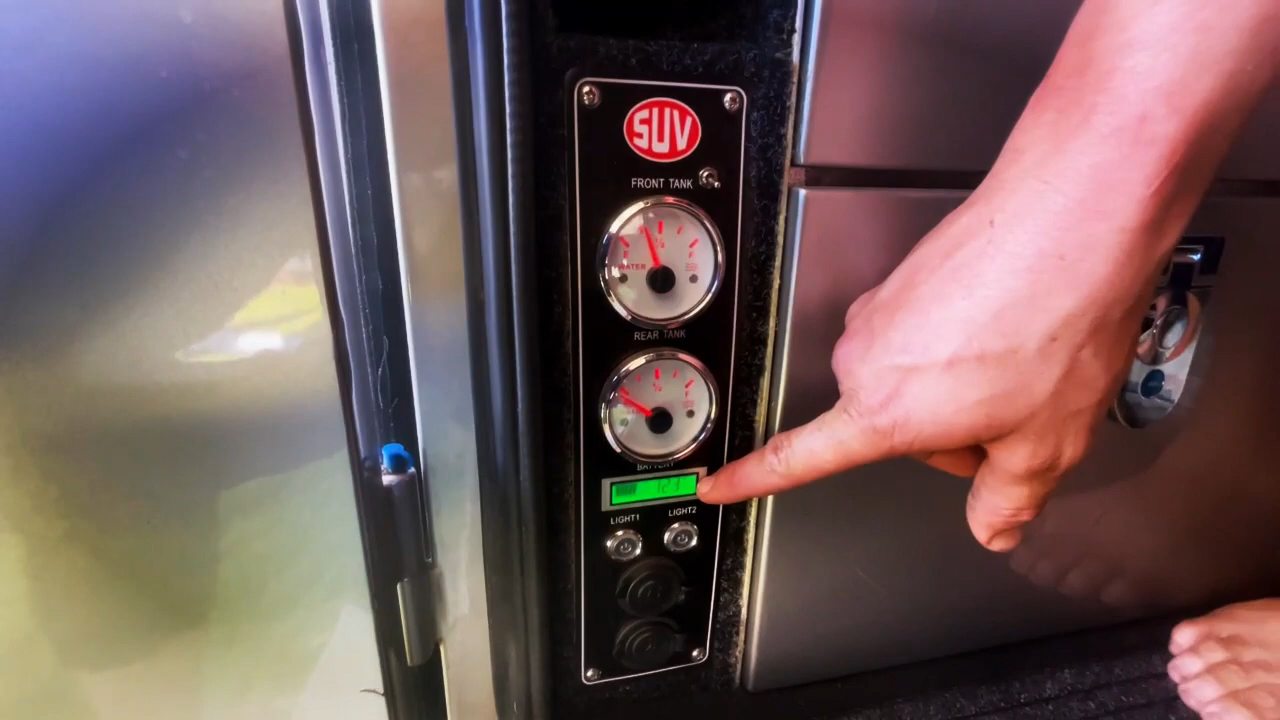 SUV
FRONT TANK
WATER
REAR TANK
BATTERY
LIGHT1
LIGHT2